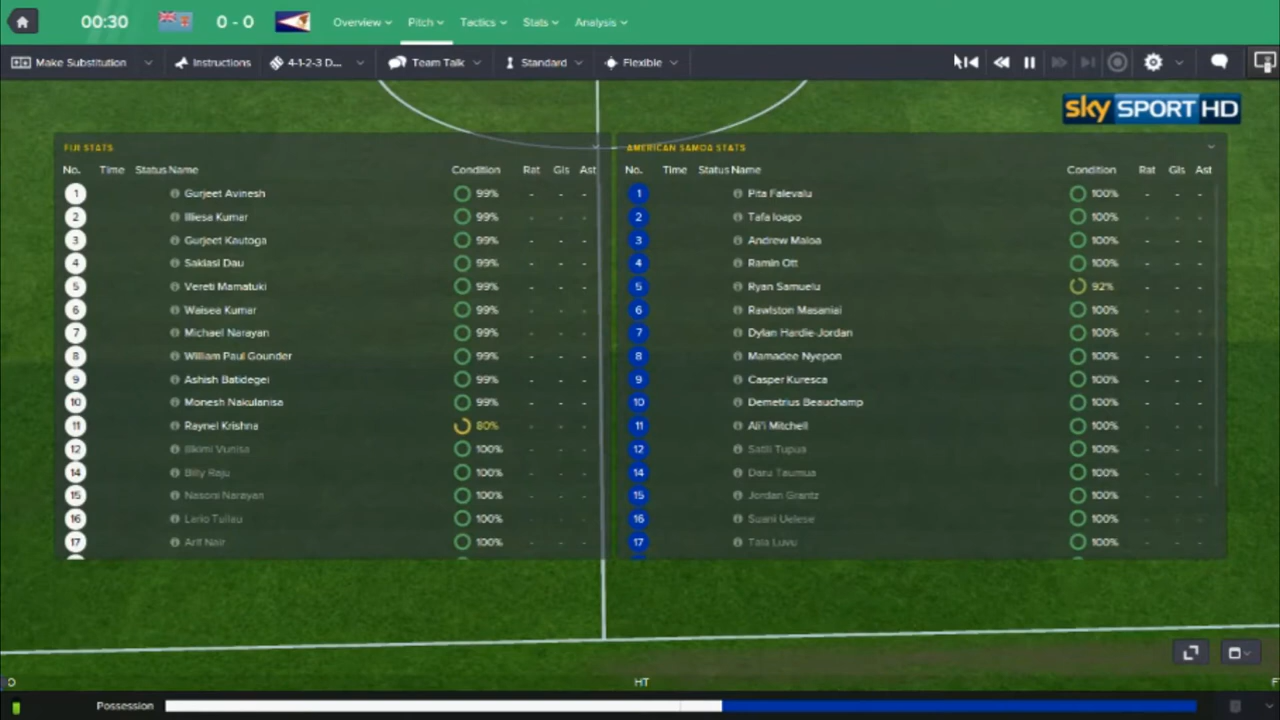 00:30 0 - 0 Overview Pitch Tactics Stats Analysis
Make Substitution Instructions 4-1-2-3 D... Team Talk Standard Flexible
sky SPORT HD
FIJI STATS
No. Time Status Name Condition Rat Gls Ast
1 Gurjeet Avinesh 99% - - -
2 Illiesa Kumar 99% - - -
3 Gurjeet Kautoga 99% - - -
4 Sakiasi Dau 99% - - -
5 Vereti Mamatuki 99% - - -
6 Waisea Kumar 99% - - -
7 Michael Narayan 99% - - -
8 William Paul Gounder 99% - - -
9 Ashish Batidegei 99% - - -
10 Monesh Nakulanisa 99% - - -
11 Raynel Krishna 80% - - -
12 Vunisa 100% - - -
14 Billy Raju 100% - - -
15 Nasoni Narayan 100% - - -
16 Lario Tuilau 100% - - -
17 Arif Nair 100% - - -
AMERICAN SAMOA STATS
No. Time Status Name Condition Rat Gls Ast
1 Pita Falevalu 100% - - -
2 Tafa Ioapo 100% - - -
3 Andrew Maloa 100% - - -
4 Ramin Ott 100% - - -
5 Ryan Samuelu 92% - - -
6 Rawlston Masaniai 100% - - -
7 Dylan Hardie-Jordan 100% - - -
8 Mamadee Nyepon 100% - - -
9 Casper Kuresca 100% - - -
10 Demetrius Beauchamp 100% - - -
11 Ali'i Mitchell 100% - - -
12 Tupua 100% - - -
14 Daru Taumua 100% - - -
15 Jordan Grantz 100% - - -
16 Suani Uelese 100% - - -
17 Tala Luvu 100% - - -
HT
Possession